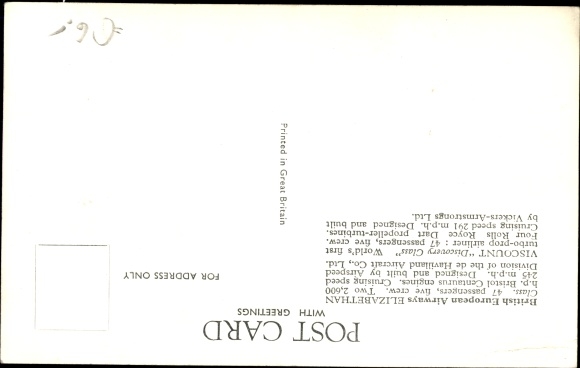 POST CARD
WITH GREETINGS
British European Airways ELIZABETHAN
Class. 47 passengers, five crew. Two 2,600
h.p. Bristol Centaurus engines. Cruising speed
245 m.p.h. Designed and built by Airspeed
Division of the de Havilland Aircraft Co., Ltd.
VISCOUNT "Discovery Class" World's first
turbo-prop airliner : 47 passengers, five crew.
Four Rolls Royce Dart propeller-turbines.
Cruising speed 291 m.p.h. Designed and built
by Vickers-Armstrongs Ltd.
FOR ADDRESS ONLY
Printed in Great Britain